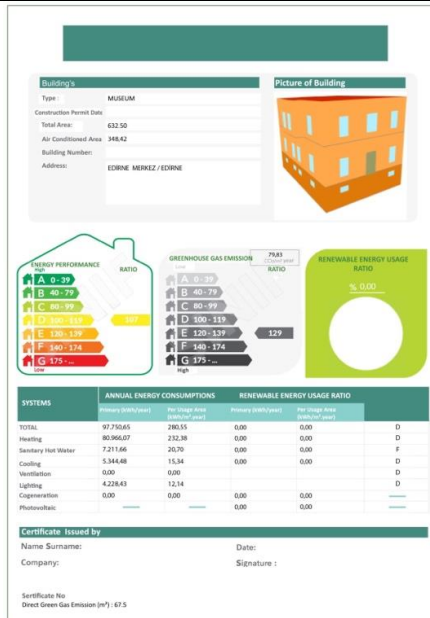 Building's
Picture of Building
Type : MUSEUM
Construction Permit Date
Total Area: 632.50
Air Conditioned Area 348,42
Building Number:
Address: EDIRNE MERKEZ / EDIRNE
ENERGY PERFORMANCE
High
RATIO
A 0 - 39
B 40 - 79
C 80 - 99
D 100 - 119
107
E 120 - 139
F 140 - 174
G 175 - ...
Low
GREENHOUSE GAS EMISSION
79,83
Low
RATIO
A 0 - 39
B 40 - 79
C 80 - 99
D 100 - 119
E 120 - 139
129
F 140 - 174
G 175 - ...
High
RENEWABLE ENERGY USAGE
RATIO
% 0,00
SYSTEMS
ANNUAL ENERGY CONSUMPTIONS
RENEWABLE ENERGY USAGE RATIO
Primary (kWh/year) Per Usage Area (kWh/m² year) Primary (kWh/year) Per Usage Area (kWh/m² year)
TOTAL 97.750,65 280,55 0,00 0,00 D
Heating 80.966,07 232,38 0,00 0,00 D
Sanitary Hot Water 7.211,66 20,70 0,00 0,00 F
Cooling 5.344,48 15,34 0,00 0,00 D
Ventilation 0,00 0,00 D
Lighting 4.228,43 12,14 D
Cogeneration 0,00 0,00 0,00 0,00
Photovoltaic 0,00 0,00
Certificate Issued by
Name Surname:
Date:
Company:
Signature :
Sertificate No
Direct Green Gas Emission (m²) : 67.5